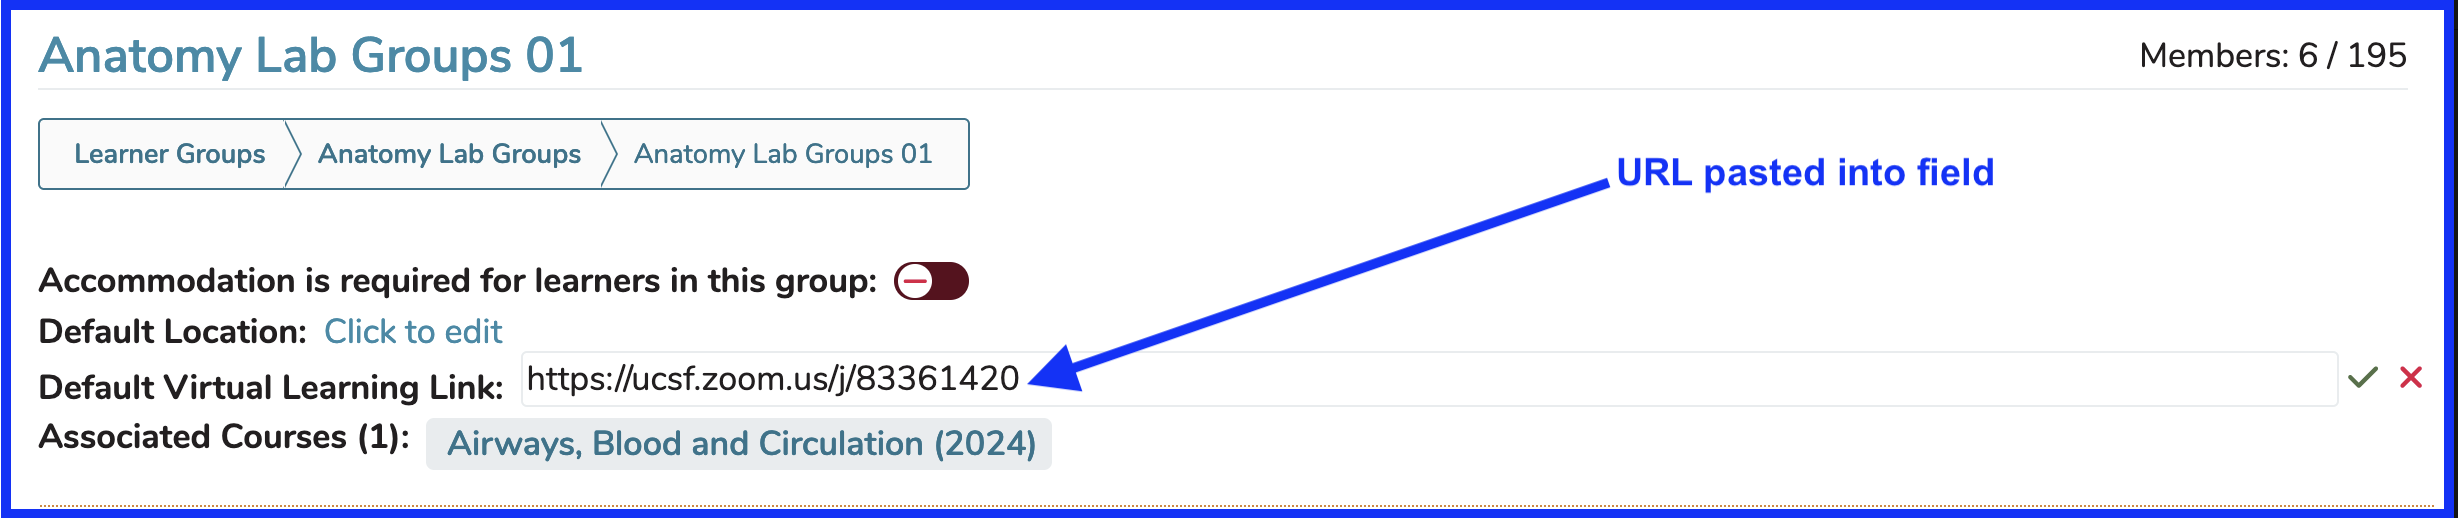 Anatomy Lab Groups 01
Members: 6 / 195
Learner Groups Anatomy Lab Groups Anatomy Lab Groups 01
URL pasted into field
Accommodation is required for learners in this group:
Default Location: Click to edit
Default Virtual Learning Link: https://ucsf.zoom.us/j/83361420
Associated Courses (1): Airways, Blood and Circulation (2024)